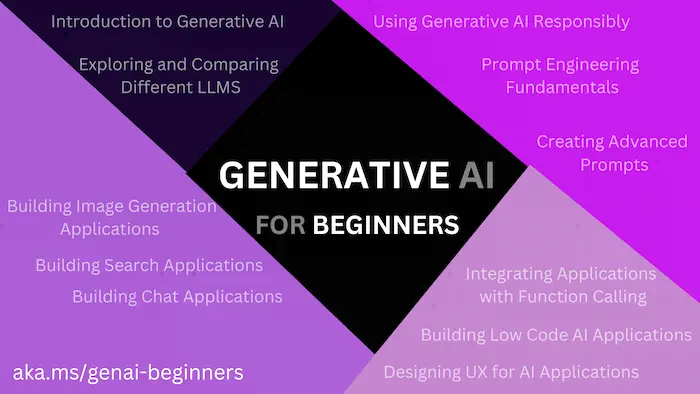 Introduction to Generative AI
Exploring and Comparing
Different LLMS
Using Generative AI Responsibly
Prompt Engineering
Fundamentals
Creating Advanced
Prompts
GENERATIVE AI
FOR BEGINNERS
Building Image Generation
Applications
Building Search Applications
Building Chat Applications
Integrating Applications
with Function Calling
Building Low Code AI Applications
Designing UX for AI Applications
aka.ms/genai-beginners